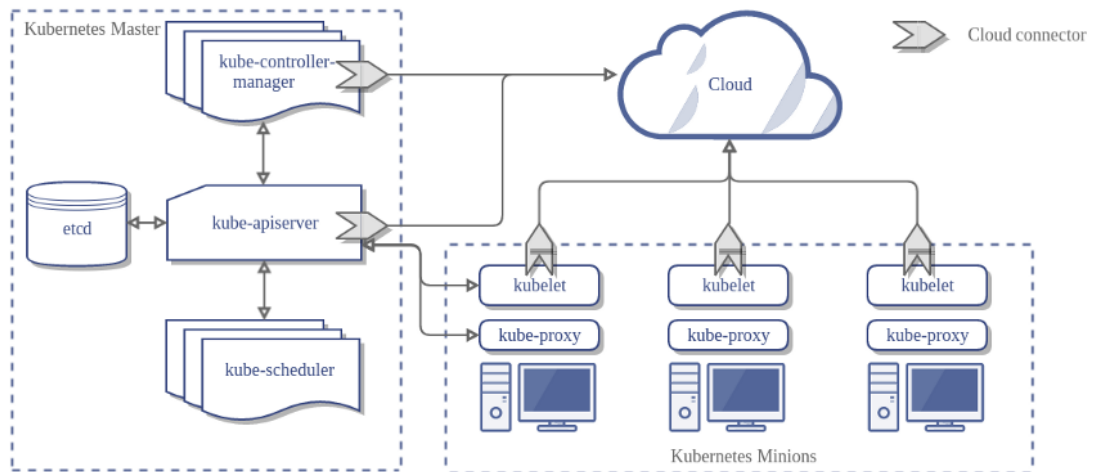 Kubernetes Master
kube-controller-
manager
Cloud
Cloud connector
etcd
kube-apiserver
kubelet
kubelet
kubelet
kube-proxy
kube-proxy
kube-proxy
kube-scheduler
Kubernetes Minions